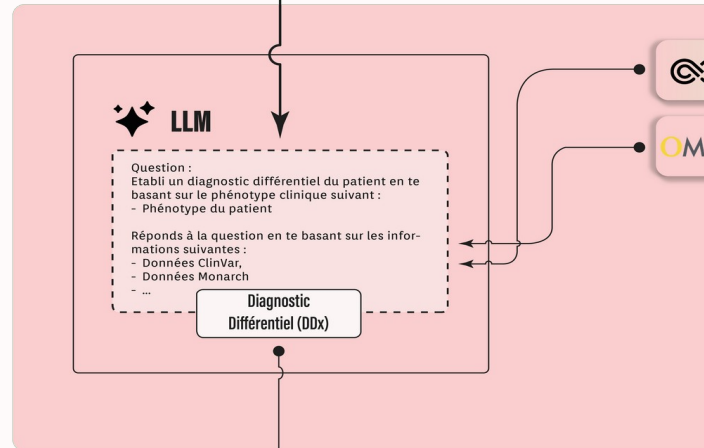 LLM
Question :
Etabli un diagnostic différentiel du patient en te
basant sur le phénotype clinique suivant :
- Phénotype du patient
Réponds à la question en te basant sur les infor-
mations suivantes :
- Données ClinVar,
- Données Monarch
- ...
Diagnostic
Différentiel (DDx)
OM